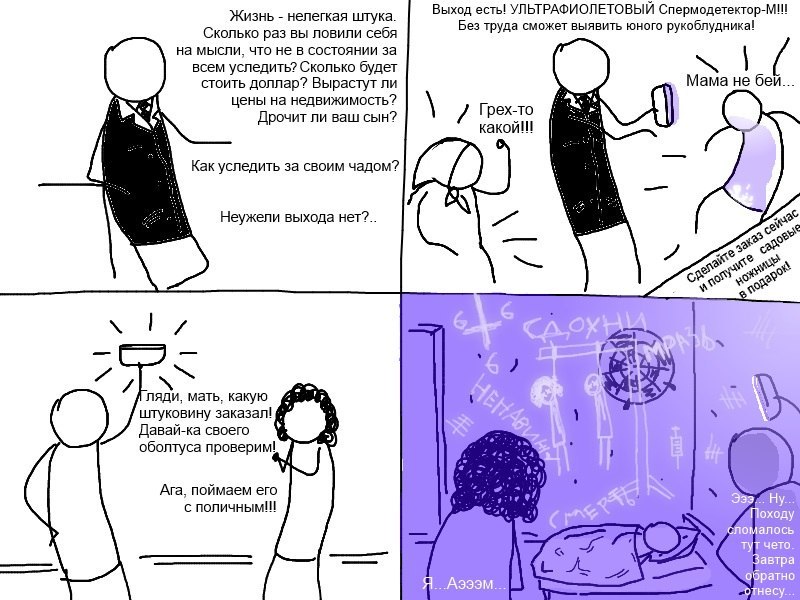 Жизнь - нелегкая штука.
Сколько раз вы ловили себя
на мысли, что не в состоянии за
всем уследить? Сколько будет
стоить доллар? Вырастут ли
цены на недвижимость?
Дрочит ли ваш сын?
Как уследить за своим чадом?
Неужели выхода нет?..
Выход есть! УЛЬТРАФИОЛЕТОВЫЙ Спермодетектор-М!!!
Без труда сможет выявить юного рукоблудника!
Мама не бей...
Грех-то
какой!!!
Сделайте заказ сейчас
и получите садовые
ножницы
в подарок!
Гляди, мать, какую
штуковину заказал!
Давай-ка своего
оболтуса проверим!
Ага, поймаем его
с поличным!!!
6 6
6
СДОХНИ
МРАЗЬ
НЕНАВИЖУ
СМЕРТЬ
Эээ... Ну...
Походу
сломалось
тут чето.
Завтра
обратно
отнесу...
Я...Аэээм...